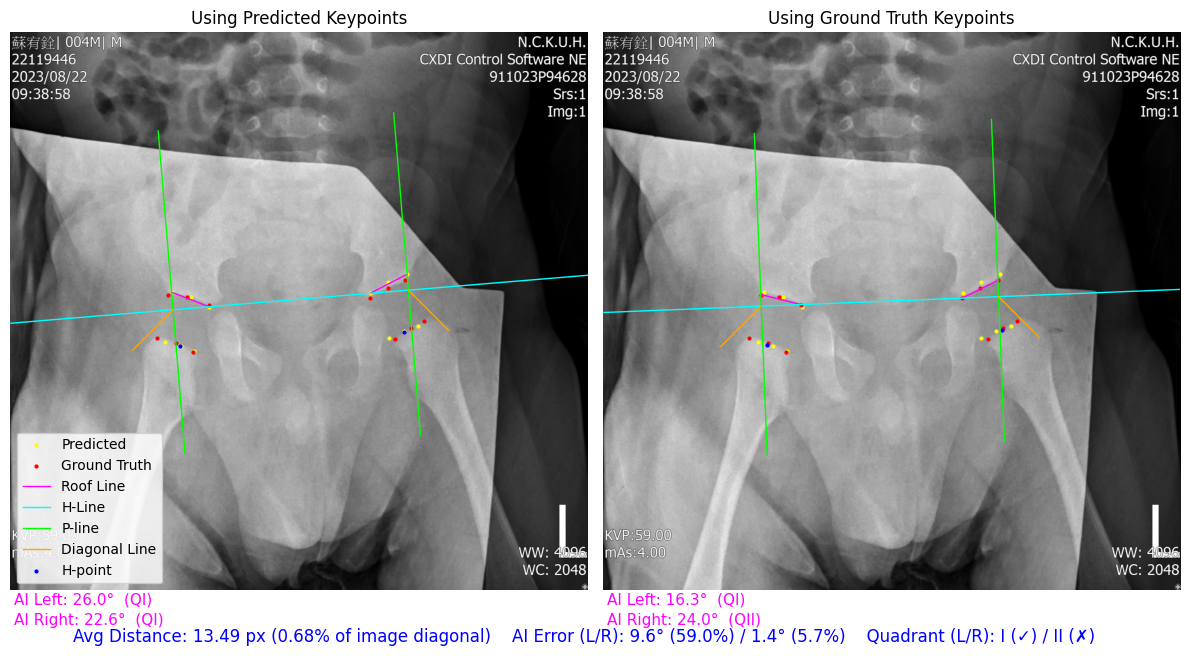 Using Predicted Keypoints
蘇宥銓| 004M| M
22119446
2023/08/22
09:38:58
N.C.K.U.H.
CXDI Control Software NE
911023P94628
Srs:1
Img:1
Predicted
Ground Truth
Roof Line
H-Line
P-line
Diagonal Line
H-point
WW: 4096
WC: 2048
AI Left: 26.0° (QI)
AI Right: 22.6° (QI)
Using Ground Truth Keypoints
蘇宥銓| 004M| M
22119446
2023/08/22
09:38:58
N.C.K.U.H.
CXDI Control Software NE
911023P94628
Srs:1
Img:1
KVP:59.00
mAs:4.00
WW: 4096
WC: 2048
AI Left: 16.3° (QI)
AI Right: 24.0° (QII)
Avg Distance: 13.49 px (0.68% of image diagonal) AI Error (L/R): 9.6° (59.0%) / 1.4° (5.7%) Quadrant (L/R): I (✓) / II (✗)